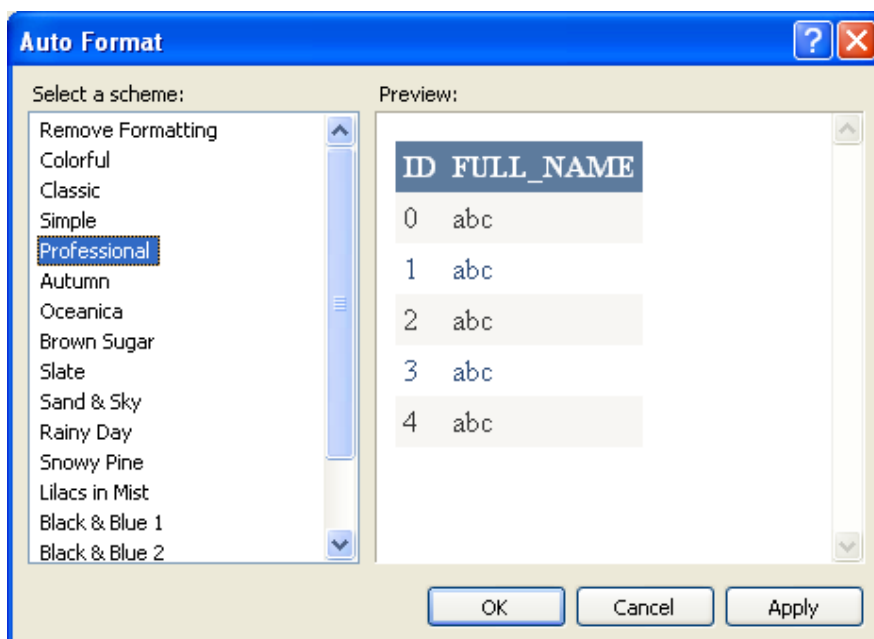 Auto Format
Select a scheme:
Remove Formatting
Colorful
Classic
Simple
Professional
Autumn
Oceanica
Brown Sugar
Slate
Sand & Sky
Rainy Day
Snowy Pine
Lilacs in Mist
Black & Blue 1
Black & Blue 2
Preview:
ID FULL_NAME
0 abc
1 abc
2 abc
3 abc
4 abc
OK Cancel Apply